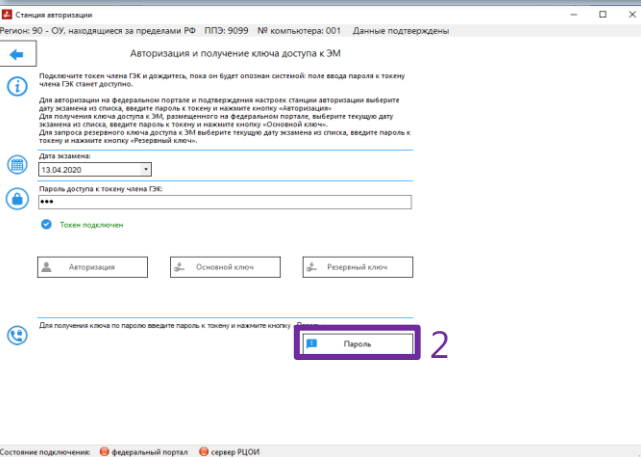 Станция авторизации
Регион: 90 - ОУ, находящиеся за пределами РФ ППЭ: 9099 № компьютера: 001 Данные подтверждены
Авторизация и получение ключа доступа к ЭМ
Подключите токен члена ГЭК и дождитесь, пока он будет опознан системой: поле ввода пароля к токену
члена ГЭК станет доступно.
Для авторизации на федеральном портале и подтверждения настроек станции авторизации выберите
дату экзамена из списка, введите пароль к токену и нажмите кнопку «Авторизация»
Для получения ключа доступа к ЭМ, размещенного на федеральном портале, выберите текущую дату
экзамена из списка, введите пароль к токену и нажмите кнопку «Основной ключ».
Для запроса резервного ключа доступа к ЭМ выберите текущую дату экзамена из списка, введите пароль к
токену и нажмите кнопку «Резервный ключ».
Дата экзамена:
13.04.2020
Пароль доступа к токену члена ГЭК:
Токен подключен
Авторизация
Основной ключ
Резервный ключ
Для получения ключа по паролю введите пароль к токену и нажмите кнопку
Пароль
2
Состояние подключения: федеральный портал сервер РЦОИ